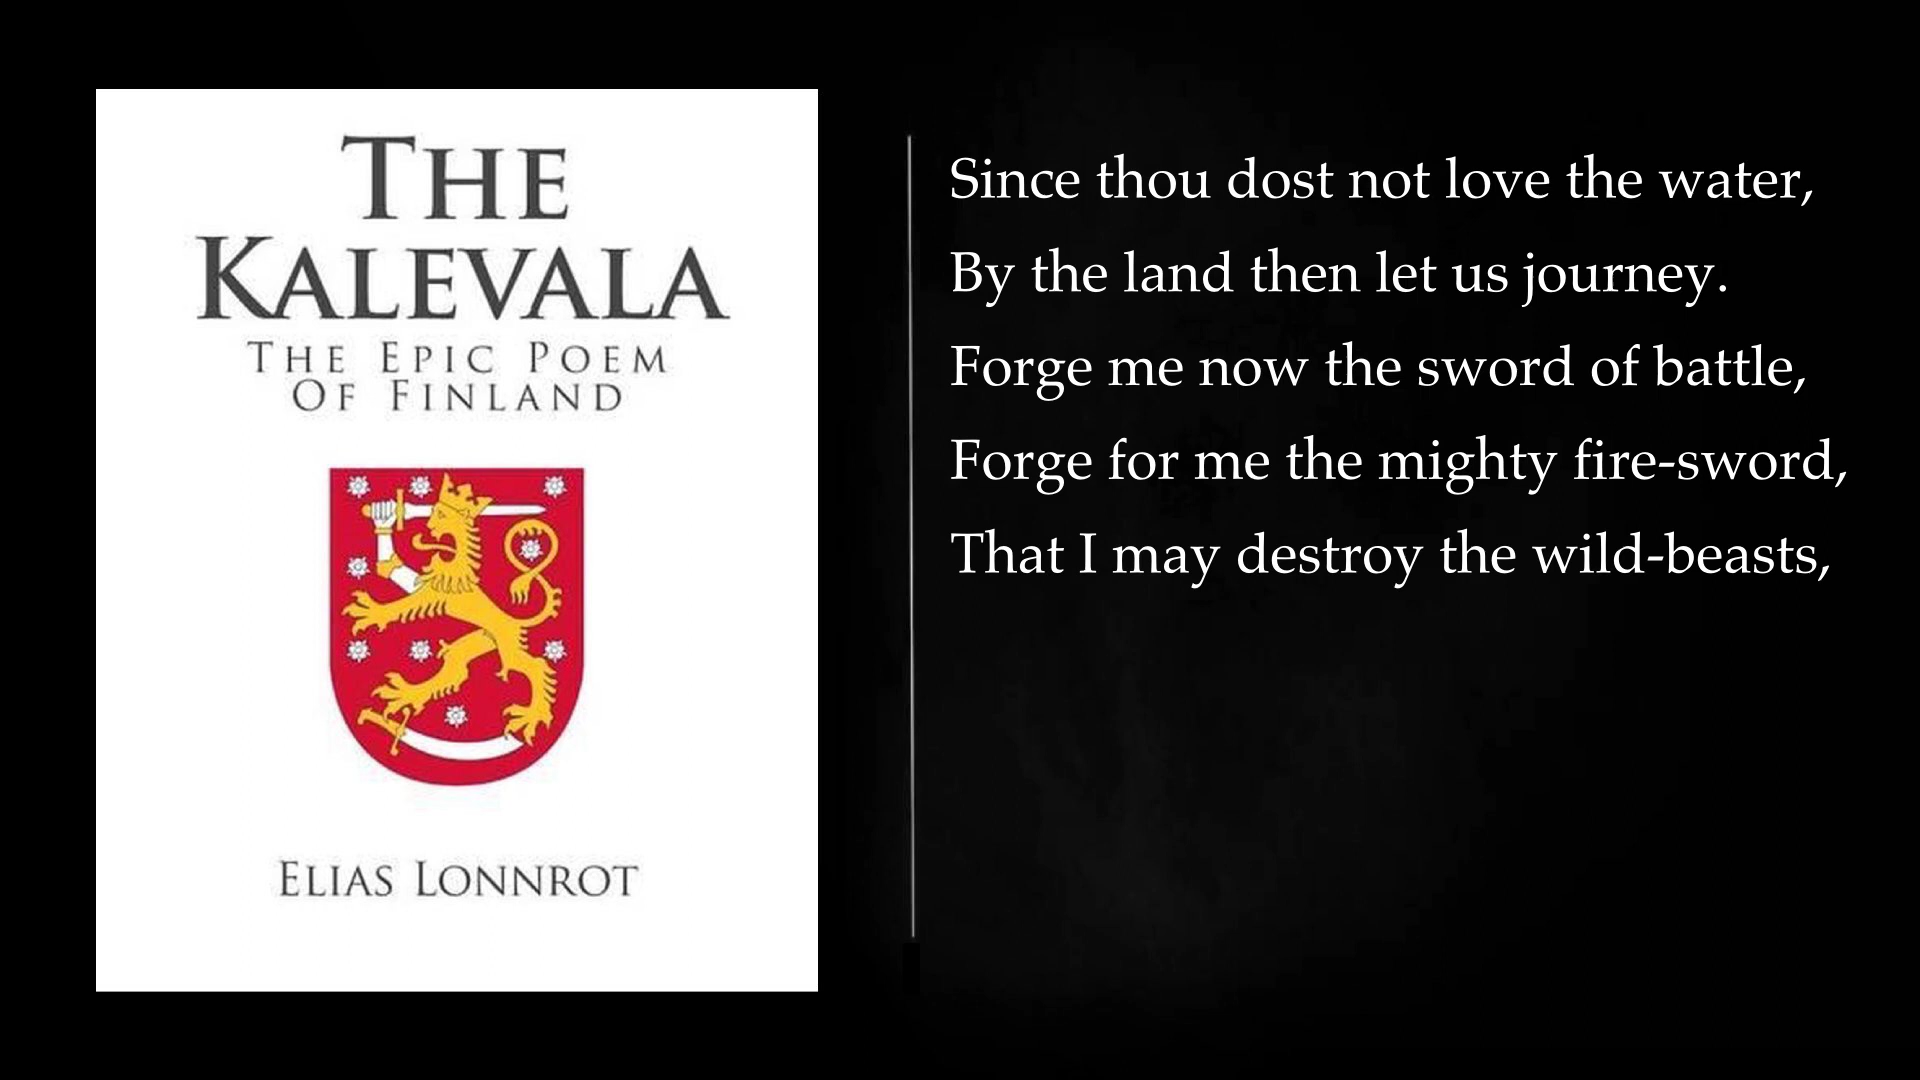 THE
KALEVALA
THE EPIC POEM
OF FINLAND
ELIAS LONNROT
Since thou dost not love the water,
By the land then let us journey.
Forge me now the sword of battle,
Forge for me the mighty fire-sword,
That I may destroy the wild-beasts,